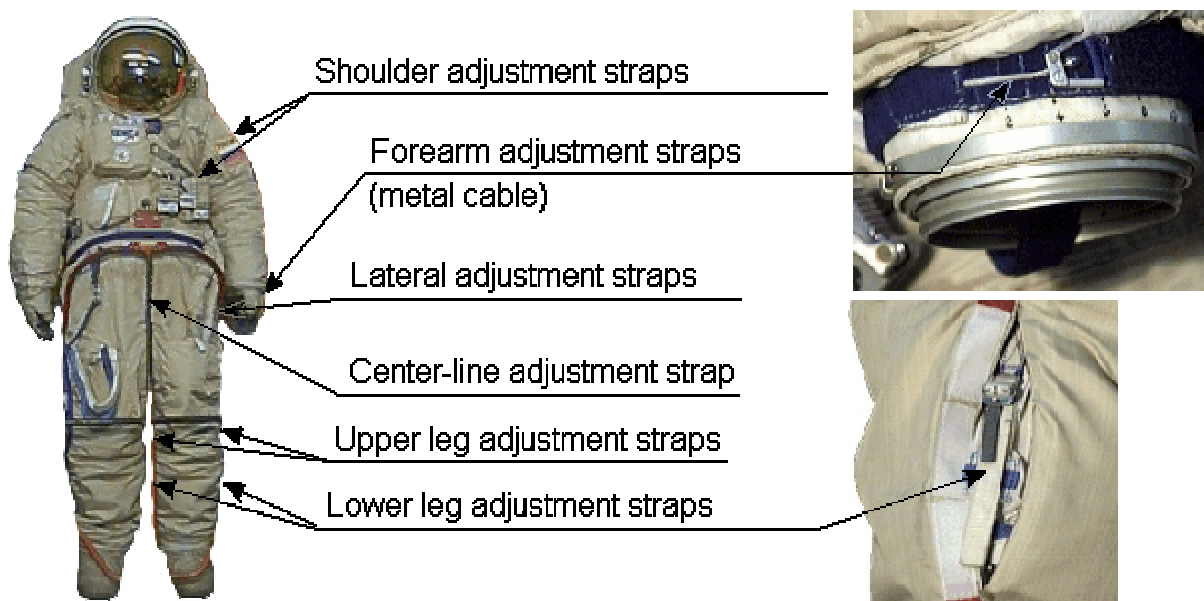 Shoulder adjustment straps
Forearm adjustment straps
(metal cable)
Lateral adjustment straps
Center-line adjustment strap
Upper leg adjustment straps
Lower leg adjustment straps